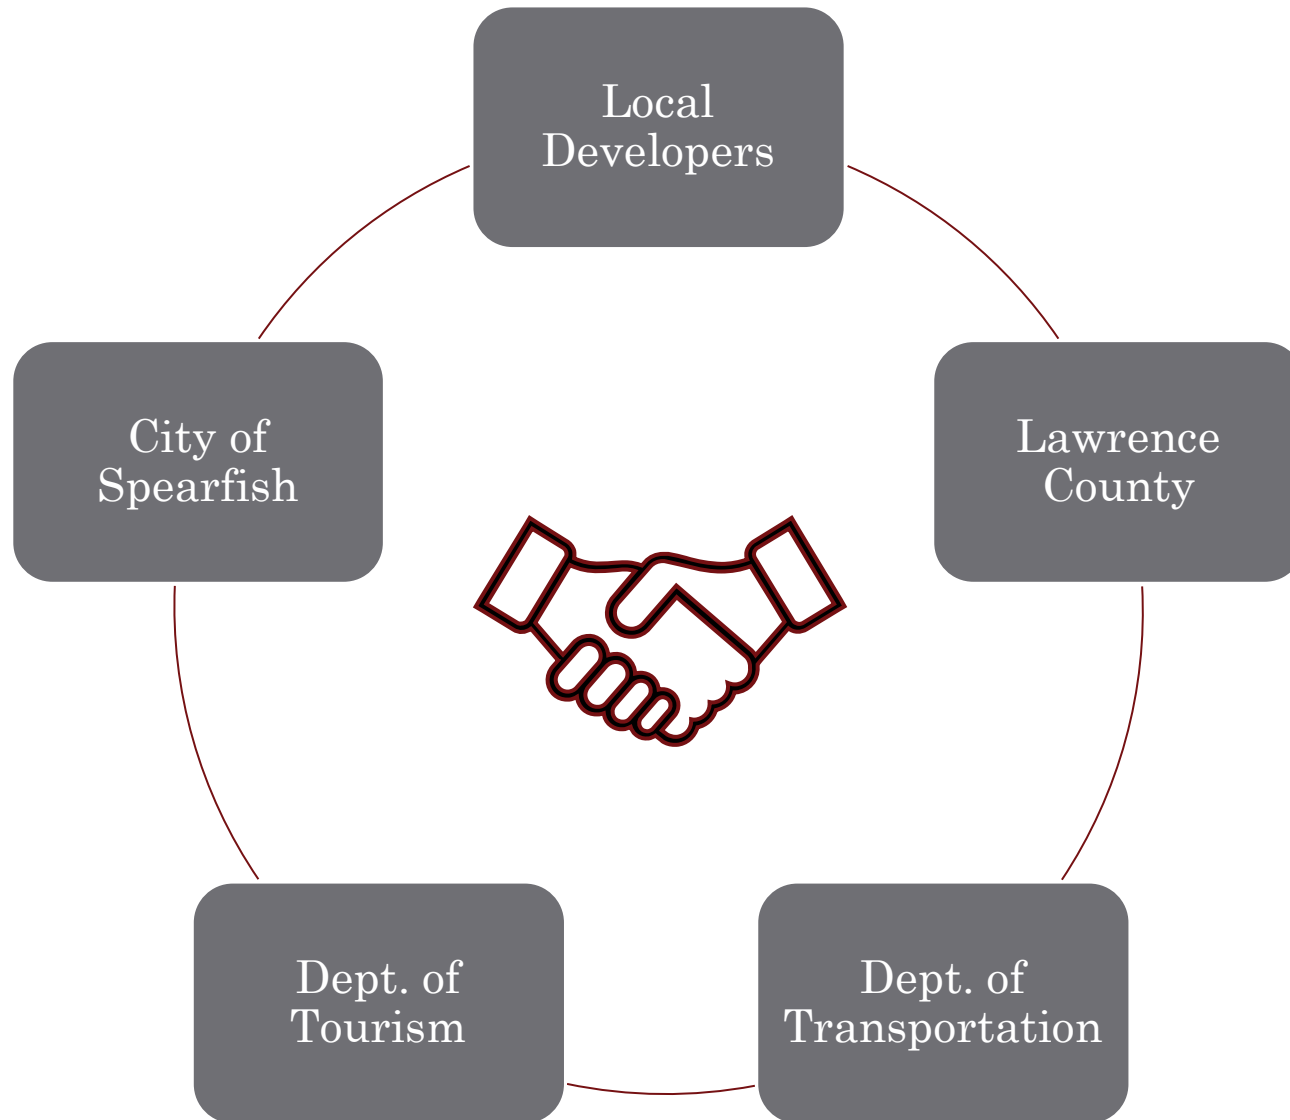 Local
Developers
City of
Spearfish
Lawrence
County
Dept. of
Tourism
Dept. of
Transportation